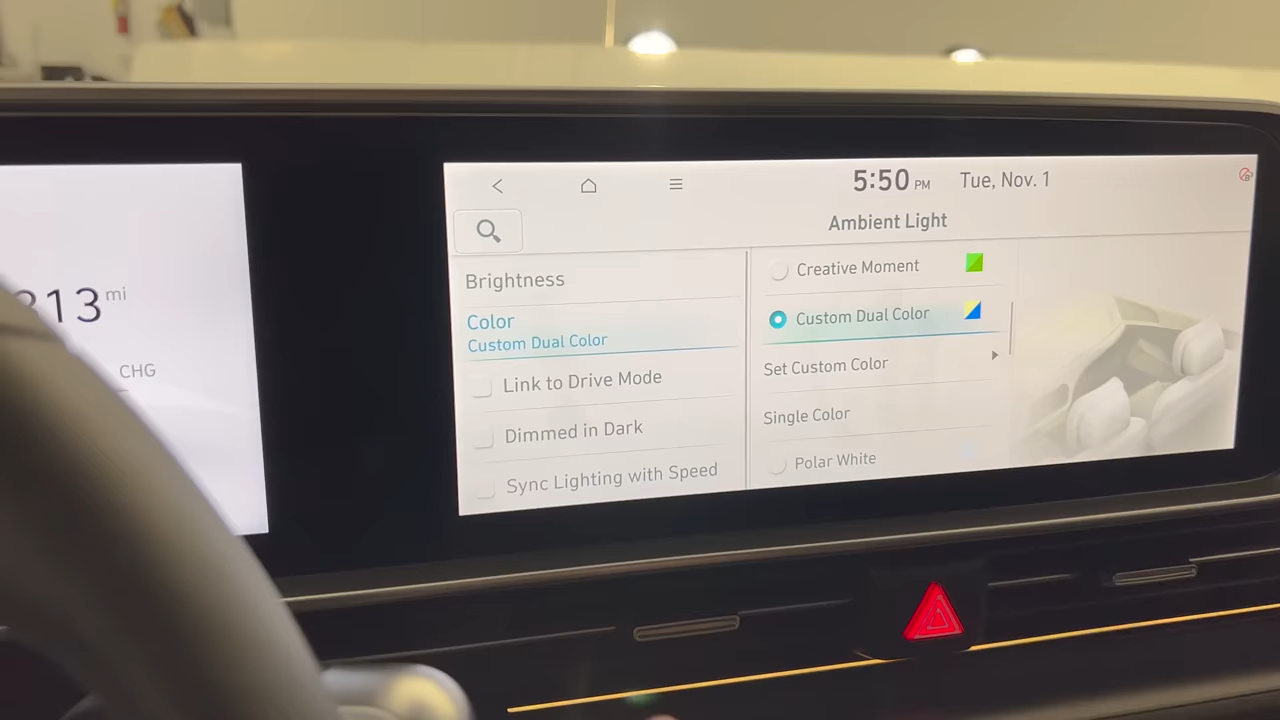 5:50 PM Tue, Nov. 1
Ambient Light
Brightness
Color
Custom Dual Color
Link to Drive Mode
Dimmed in Dark
Sync Lighting with Speed
Creative Moment
Custom Dual Color
Set Custom Color
Single Color
Polar White
mi
CHG